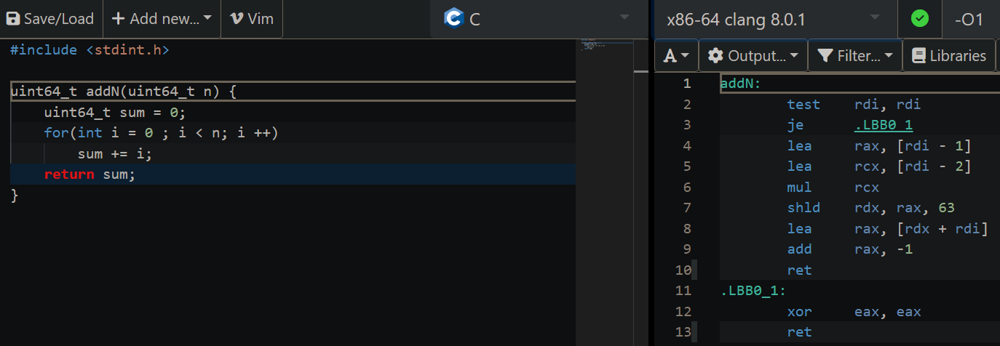 Save/Load + Add new... Vim C x86-64 clang 8.0.1 -O1
A Output... Filter... Libraries
#include <stdint.h>
uint64_t addN(uint64_t n) {
uint64_t sum = 0;
for(int i = 0 ; i < n; i ++)
sum += i;
return sum;
}
1 addN:
2 test rdi, rdi
3 je .LBB0_1
4 lea rax, [rdi - 1]
5 lea rcx, [rdi - 2]
6 mul rcx
7 shld rdx, rax, 63
8 lea rax, [rdx + rdi]
9 add rax, -1
10 ret
11 .LBB0_1:
12 xor eax, eax
13 ret